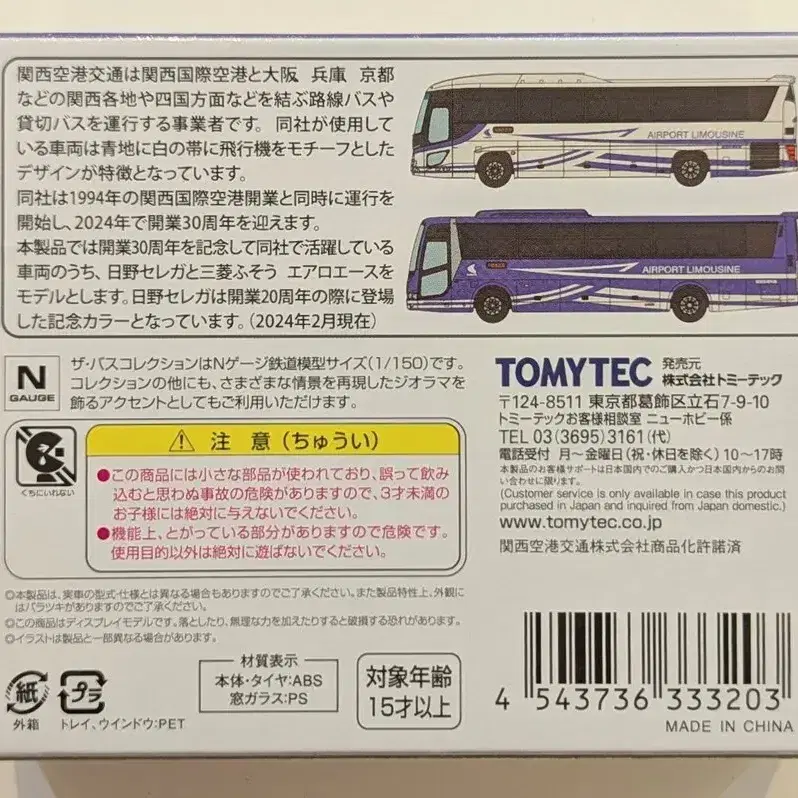 関西空港交通は関西国際空港と大阪 兵庫 京都
などの関西各地や四国方面などを結ぶ路線バスや
貸切バスを運行する事業者です。 同社が使用して
いる車両は青地に白の帯に飛行機をモチーフとした
デザインが特徴となっています。
同社は1994年の関西国際空港開業と同時に運行を
開始し、2024年で開業30周年を迎えます。
本製品では開業30周年を記念して同社で活躍している
車両のうち、日野セレガと三菱ふそう エアロエースを
モデルとします。日野セレガは開業20周年の際に登場
した記念カラーとなっています。(2024年2月現在)
AIRPORT LIMOUSINE
AIRPORT LIMOUSINE
N
GAUGE
ザ・バスコレクションはNゲージ鉄道模型サイズ(1/150)です。
コレクションの他にも、さまざまな情景を再現したジオラマを
飾るアクセントとしてもご利用いただけます。
くちにいれない
注 意 (ちゅうい)
●この商品には小さな部品が使われており、誤って飲み
込むと思わぬ事故の危険がありますので、3才未満の
お子様には絶対に与えないでください。
●機能上、とがっている部分がありますので危険です。
使用目的以外は絶対に遊ばないでください。
TOMYTEC 発売元 株式会社トミーテック
〒124-8511 東京都葛飾区立石7-9-10
トミーテックお客様相談室 ニューホビー係
TEL 03(3695)3161(代)
電話受付 月〜金曜日(祝・休日を除く)10〜17時
本製品のお客様サポートは日本国内でのご購入かつ日本国内からのお問
い合わせに限ります。
(Customer service is only available in case this product
purchased in Japan and inquired from Japan domestic.)
www.tomytec.co.jp
関西空港交通株式会社商品化許諾済
◎本製品は、実車の型式・仕様とは異なる場合もありますのでご了承ください。また製品特性上、外観に
はバラツキがありますのでご了承ください。
◎この商品はディスプレイモデルです。落としたり、無理な力を加えたりすると破損する恐れがあります。
◎イラストは製品と一部異なる場合があります。
紙
外箱
プラ
トレイ、ウインドウ:PET
材質表示
本体・タイヤ:ABS
窓ガラス:PS
対象年齢
15才以上
4 543736 333203
MADE IN CHINA